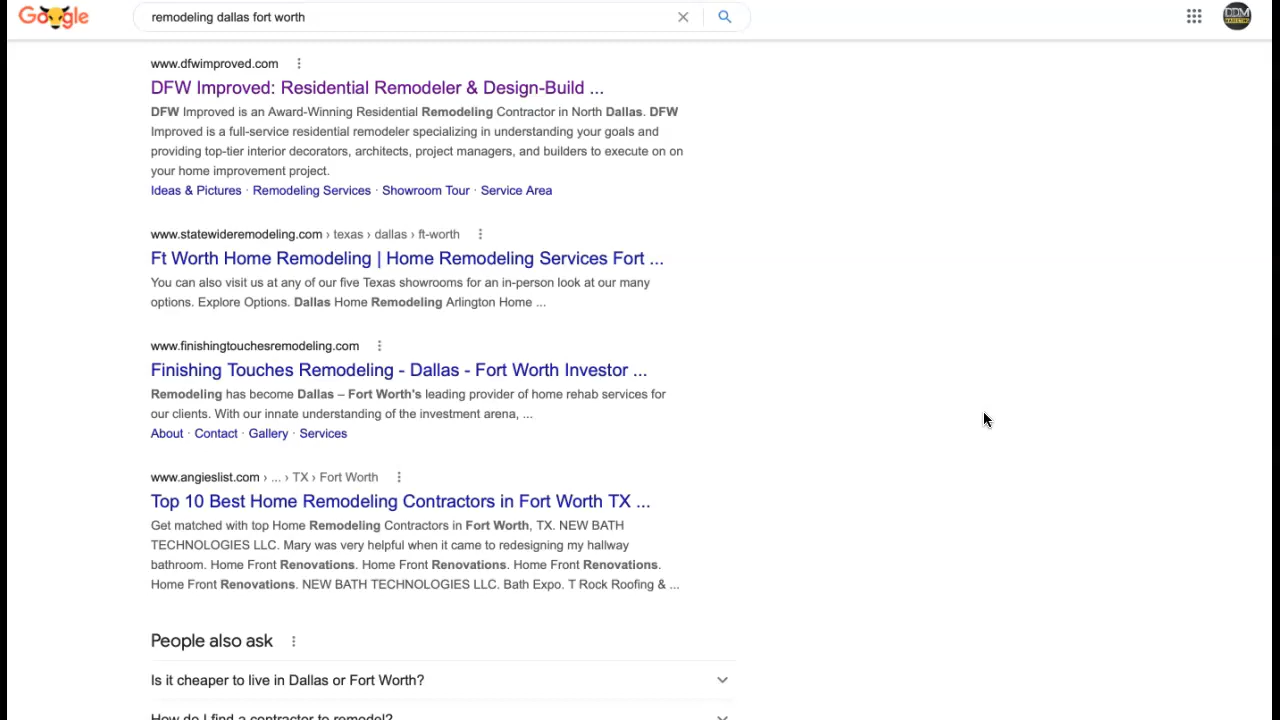 Google
remodeling dallas fort worth
DDM
www.dfwimproved.com
DFW Improved: Residential Remodeler & Design-Build ...
DFW Improved is an Award-Winning Residential Remodeling Contractor in North Dallas. DFW
Improved is a full-service residential remodeler specializing in understanding your goals and
providing top-tier interior decorators, architects, project managers, and builders to execute on on
your home improvement project.
Ideas & Pictures · Remodeling Services · Showroom Tour · Service Area
www.statewideremodeling.com › texas › dallas › ft-worth
Ft Worth Home Remodeling | Home Remodeling Services Fort ...
You can also visit us at any of our five Texas showrooms for an in-person look at our many
options. Explore Options. Dallas Home Remodeling Arlington Home ...
www.finishingtouchesremodeling.com
Finishing Touches Remodeling - Dallas - Fort Worth Investor ...
Remodeling has become Dallas – Fort Worth's leading provider of home rehab services for
our clients. With our innate understanding of the investment arena, ...
About · Contact · Gallery · Services
www.angieslist.com › ... › TX › Fort Worth
Top 10 Best Home Remodeling Contractors in Fort Worth TX ...
Get matched with top Home Remodeling Contractors in Fort Worth, TX. NEW BATH
TECHNOLOGIES LLC. Mary was very helpful when it came to redesigning my hallway
bathroom. Home Front Renovations. Home Front Renovations. Home Front Renovations.
Home Front Renovations. NEW BATH TECHNOLOGIES LLC. Bath Expo. T Rock Roofing & ...
People also ask
Is it cheaper to live in Dallas or Fort Worth?
How do I find a contractor to remodel?